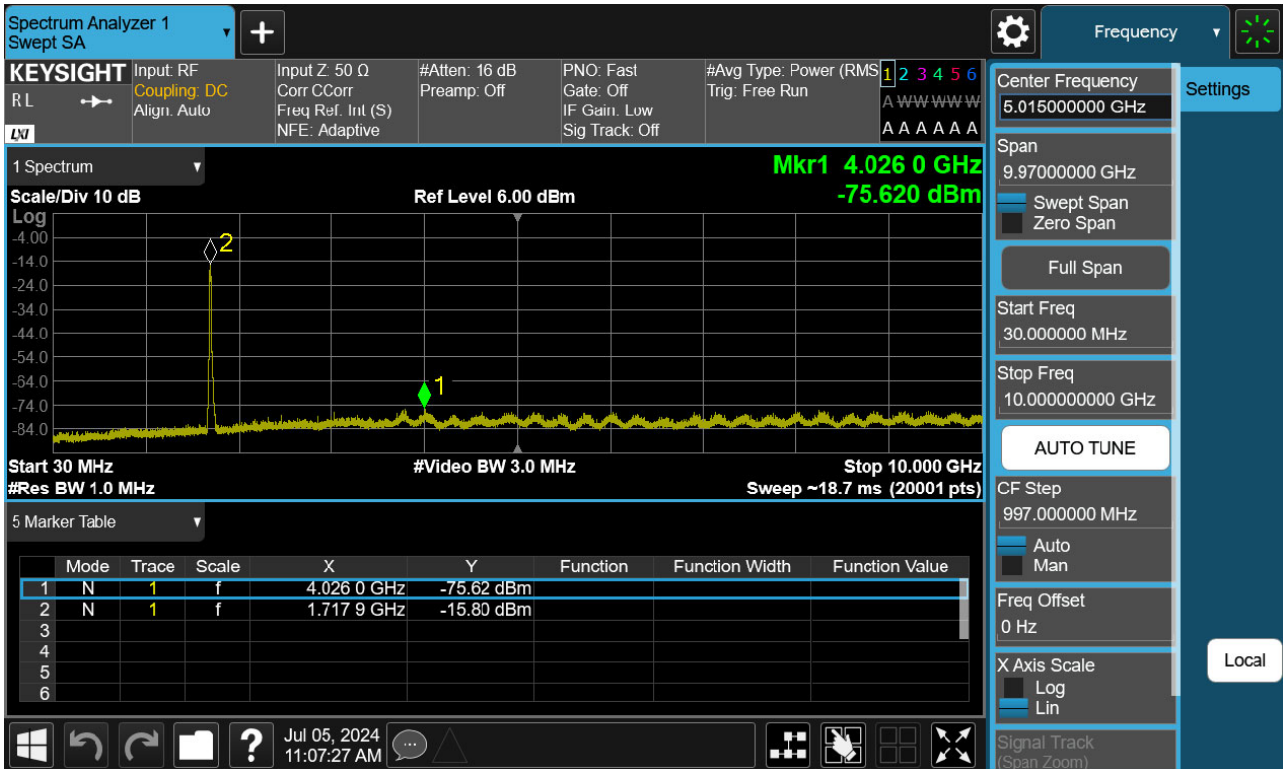 Spectrum Analyzer 1
Swept SA
+
Frequency
KEYSIGHT
R L
LXI
Input: RF
Coupling: DC
Align: Auto
Input Z: 50 Ω
Corr CCorr
Freq Ref: Int (S)
NFE: Adaptive
#Atten: 16 dB
Preamp: Off
PNO: Fast
Gate: Off
IF Gain: Low
Sig Track: Off
#Avg Type: Power (RMS
Trig: Free Run
1 2 3 4 5 6
A W W W W W
A A A A A A
1 Spectrum
Scale/Div 10 dB
Ref Level 6.00 dBm
Mkr1 4.026 0 GHz
-75.620 dBm
Log
-4.00
-14.0
-24.0
-34.0
-44.0
-54.0
-64.0
-74.0
-84.0
2
1
Start 30 MHz
#Video BW 3.0 MHz
Stop 10.000 GHz
#Res BW 1.0 MHz
Sweep ~18.7 ms (20001 pts)
5 Marker Table
Mode Trace Scale X Y Function Function Width Function Value
1 N 1 f 4.026 0 GHz -75.62 dBm
2 N 1 f 1.717 9 GHz -15.80 dBm
3
4
5
6
?
Jul 05, 2024
11:07:27 AM
Center Frequency
5.015000000 GHz
Span
9.97000000 GHz
Swept Span
Zero Span
Full Span
Start Freq
30.000000 MHz
Stop Freq
10.000000000 GHz
AUTO TUNE
CF Step
997.000000 MHz
Auto
Man
Freq Offset
0 Hz
X Axis Scale
Log
Lin
Signal Track
(Span Zoom)
Settings
Local